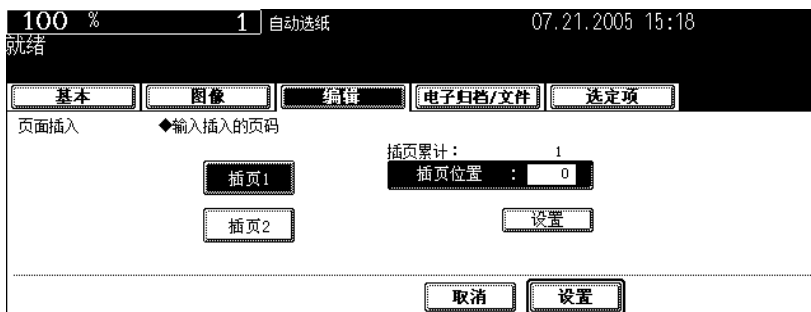 100 % 1 自动选纸 07.21.2005 15:18
就绪
基本 图像 编辑 电子归档/文件 选定项
页面插入 ◆输入插入的页码
插页累计： 1
插页1 插页位置 ： 0
插页2 设置
取消 设置